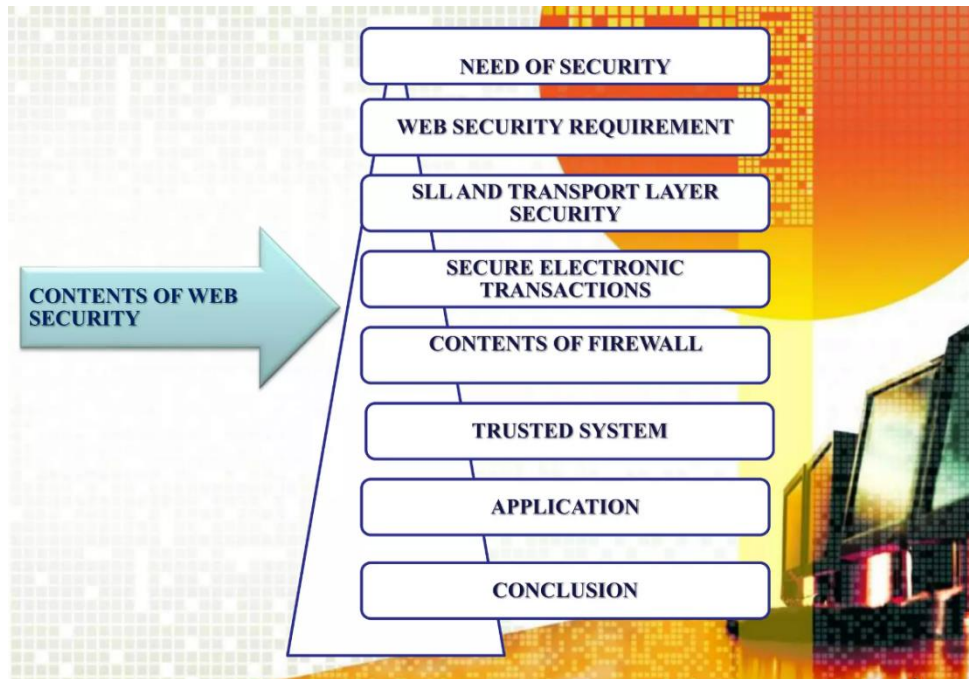 NEED OF SECURITY
WEB SECURITY REQUIREMENT
SLL AND TRANSPORT LAYER
SECURITY
SECURE ELECTRONIC
TRANSACTIONS
CONTENTS OF WEB
SECURITY
CONTENTS OF FIREWALL
TRUSTED SYSTEM
APPLICATION
CONCLUSION